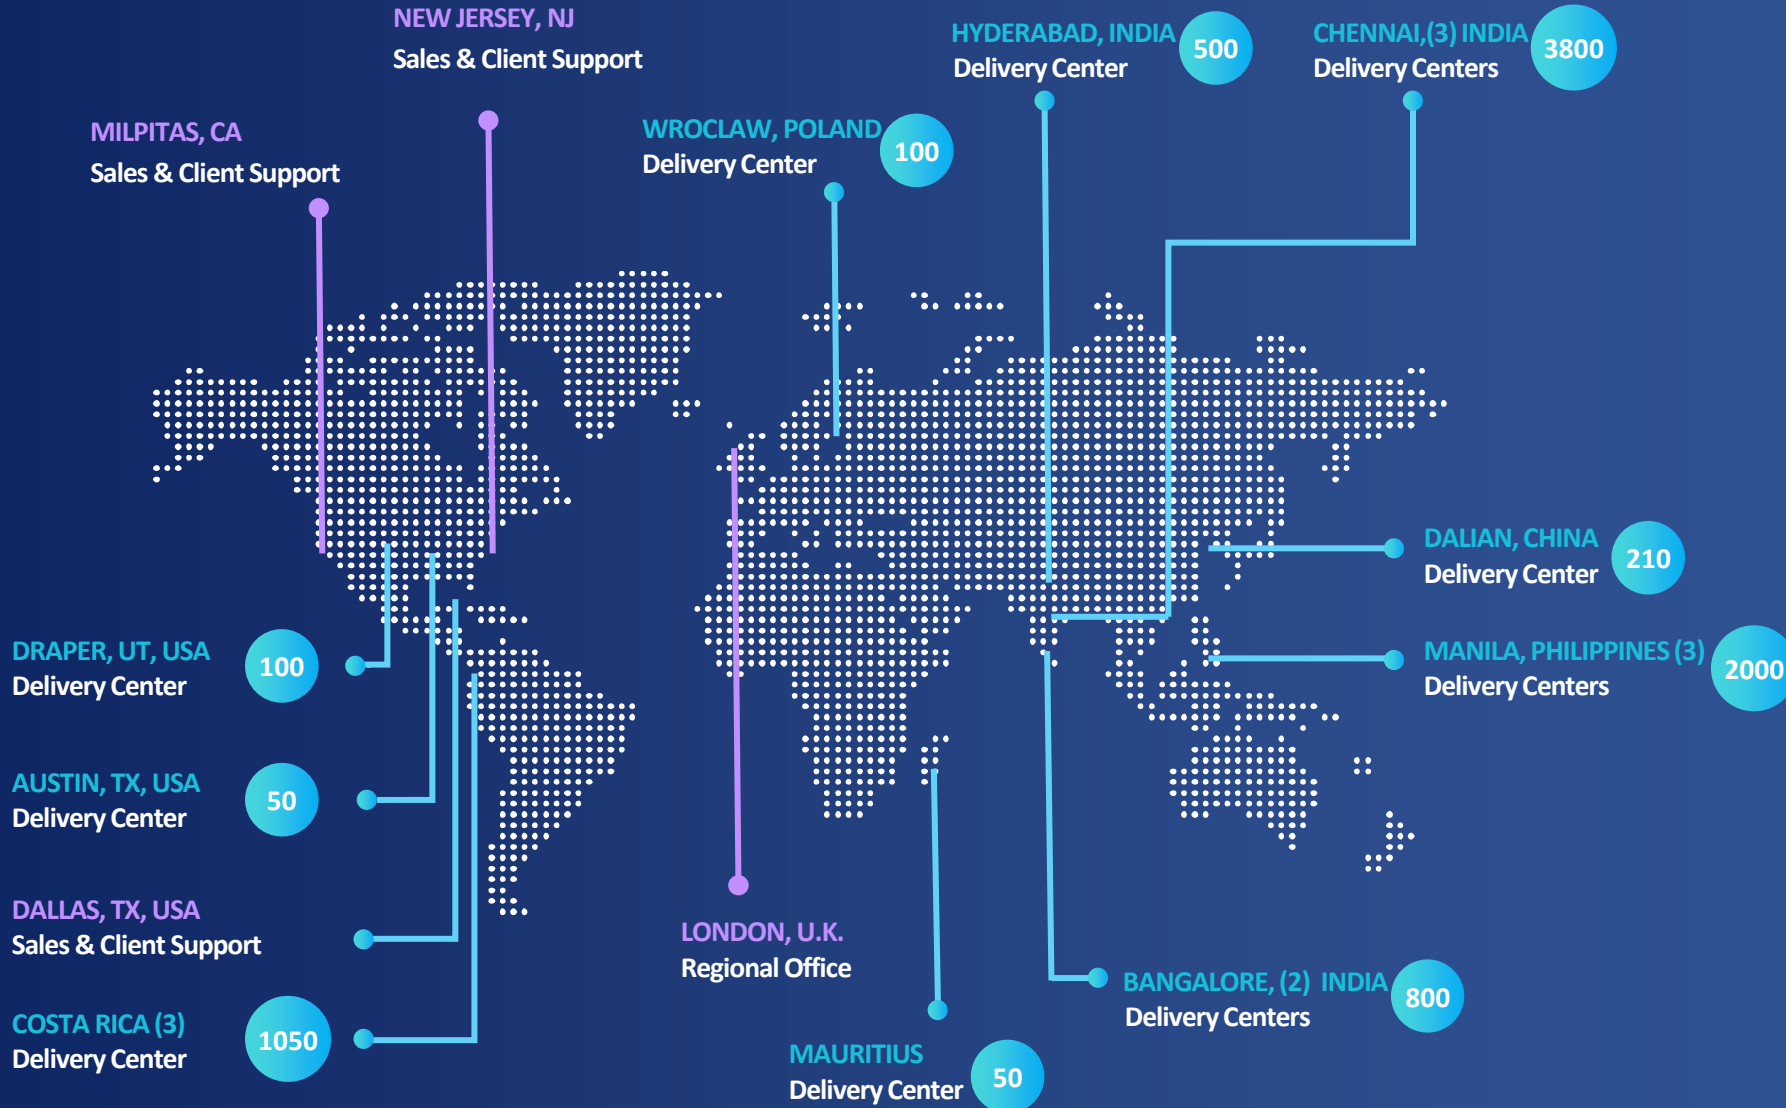 NEW JERSEY, NJ
Sales & Client Support
HYDERABAD, INDIA
Delivery Center
500
CHENNAI,(3) INDIA
Delivery Centers
3800
MILPITAS, CA
Sales & Client Support
WROCLAW, POLAND
Delivery Center
100
DALIAN, CHINA
Delivery Center
210
DRAPER, UT, USA
Delivery Center
100
MANILA, PHILIPPINES (3)
Delivery Centers
2000
AUSTIN, TX, USA
Delivery Center
50
DALLAS, TX, USA
Sales & Client Support
LONDON, U.K.
Regional Office
BANGALORE, (2) INDIA
Delivery Centers
800
COSTA RICA (3)
Delivery Center
1050
MAURITIUS
Delivery Center
50